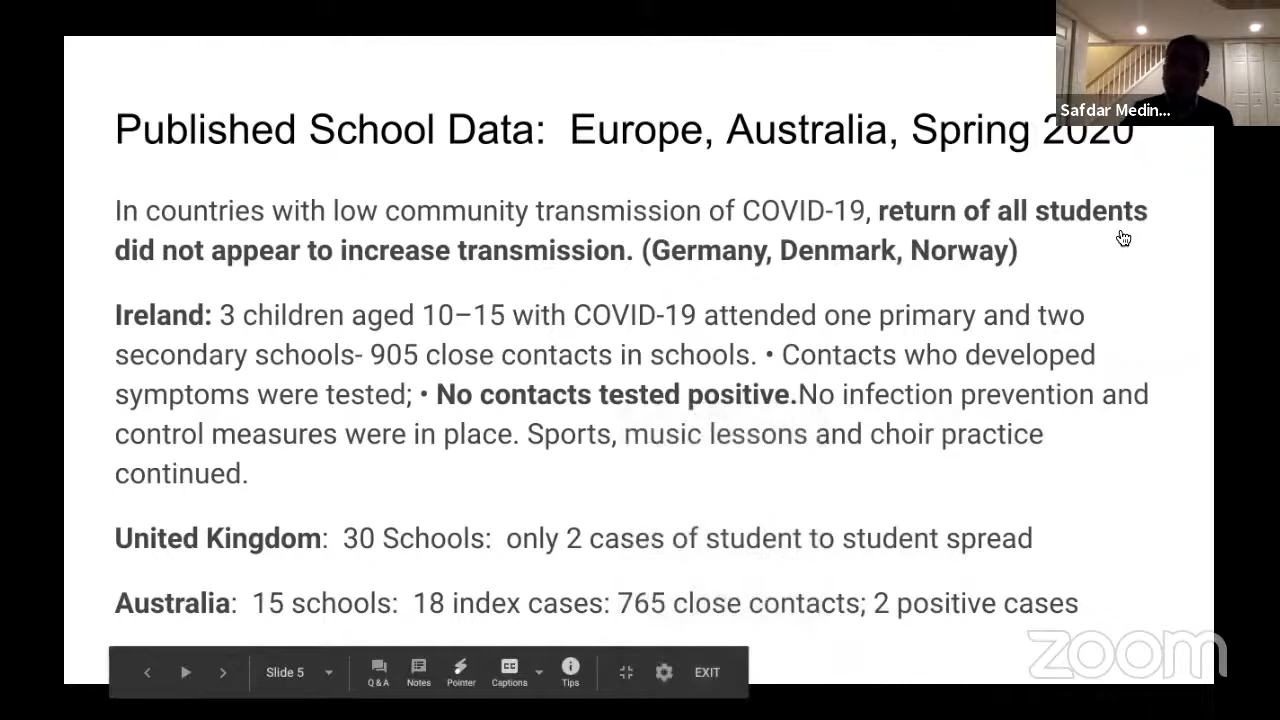 Safdar Medin...
Published School Data: Europe, Australia, Spring 2020
In countries with low community transmission of COVID-19, return of all students
did not appear to increase transmission. (Germany, Denmark, Norway)
Ireland: 3 children aged 10–15 with COVID-19 attended one primary and two
secondary schools- 905 close contacts in schools. • Contacts who developed
symptoms were tested; • No contacts tested positive.No infection prevention and
control measures were in place. Sports, music lessons and choir practice
continued.
United Kingdom: 30 Schools: only 2 cases of student to student spread
Australia: 15 schools: 18 index cases: 765 close contacts; 2 positive cases
zoom
Slide 5
Q & A Notes Pointer CC Captions Tips EXIT